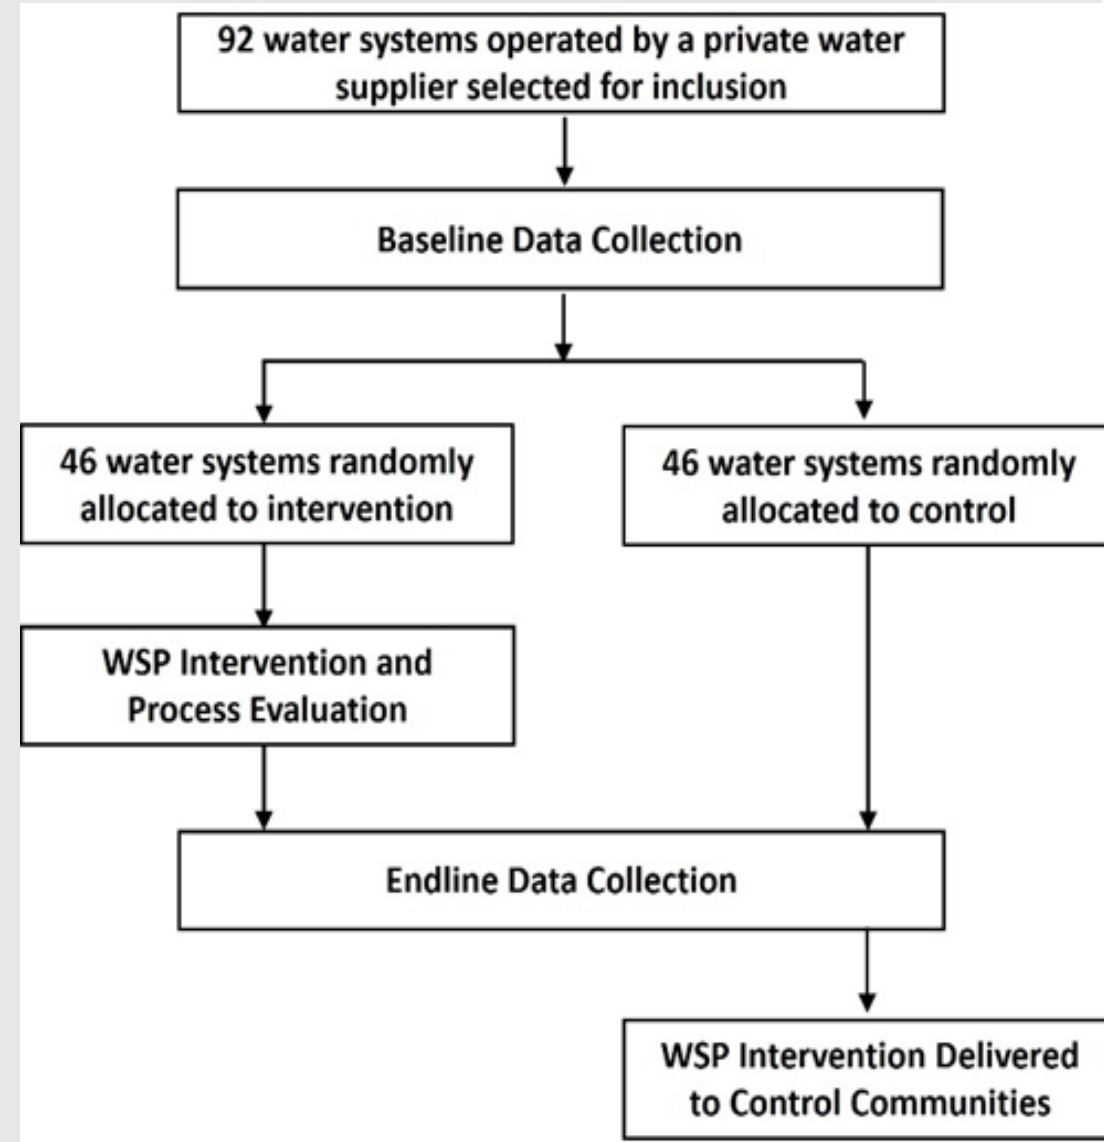 92 water systems operated by a private water
supplier selected for inclusion
Baseline Data Collection
46 water systems randomly
allocated to intervention
46 water systems randomly
allocated to control
WSP Intervention and
Process Evaluation
Endline Data Collection
WSP Intervention Delivered
to Control Communities